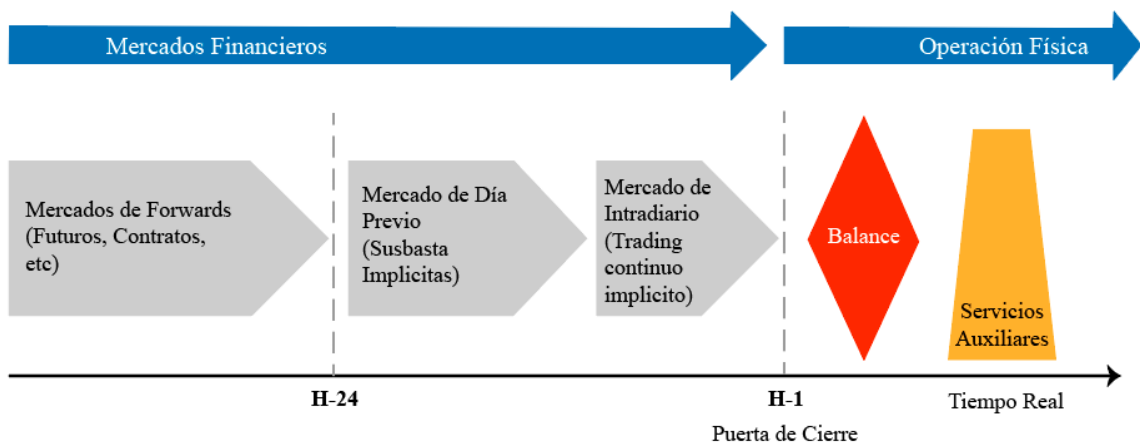 Mercados Financieros
Operación Física
Mercados de Forwards
(Futuros, Contratos,
etc)
Mercado de Día
Previo
(Susbasta
Implicitas)
Mercado de
Intradiario
(Trading
continuo
implicito)
Balance
Servicios
Auxiliares
H-24
H-1
Tiempo Real
Puerta de Cierre